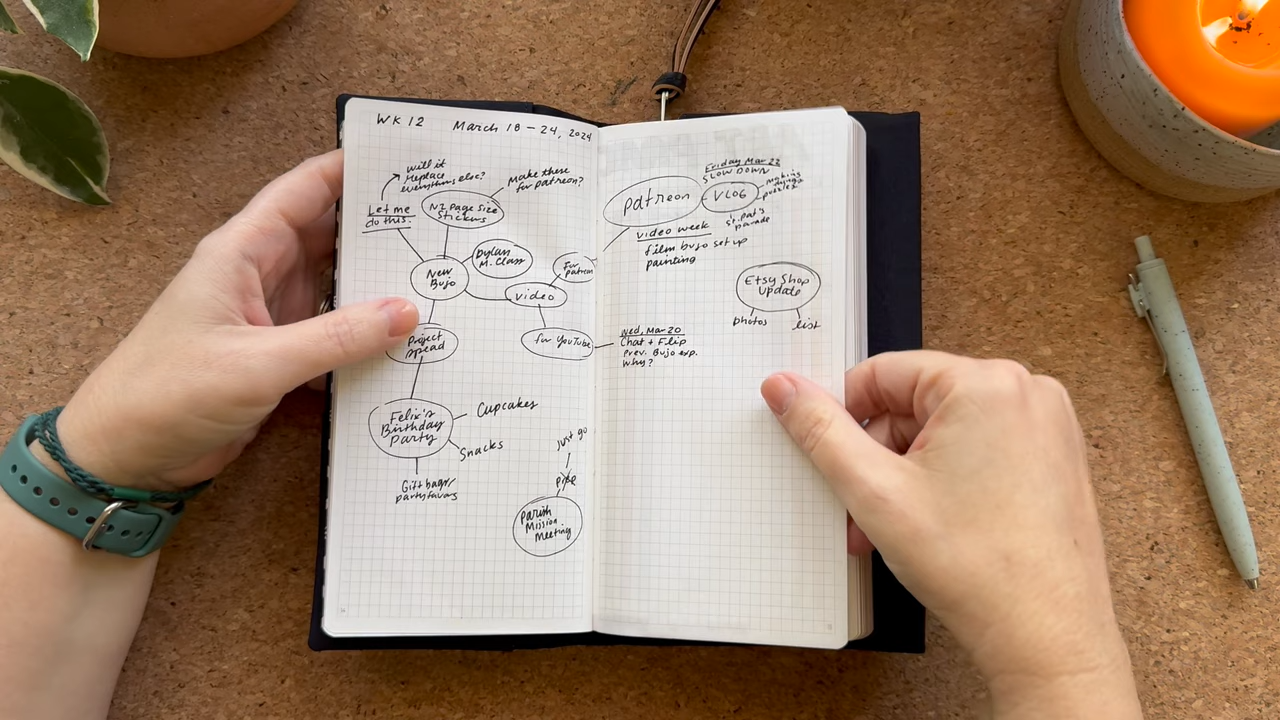 WK 12 March 18 - 24, 2024
will it
replace
everything else?
Make these
for patreon?
Let me
do this.
N2 Page Size
Stickers
Dylan
M. Class
New
Bujo
for
patreon
video
for YouTube
Project
Spread
Felix's
Birthday
Party
Cupcakes
Snacks
Gift bags/
party favors
just go
Parish
Mission
Meeting
patreon
Friday Mar 22
SLOW DOWN
VLOG
making
puzzle
st. pat's
parade
video week
film bujo set up
painting
Etsy Shop
Update
photos
list
Wed. Mar 20
Chat + Flip
Prev. Bujo exp.
Why?